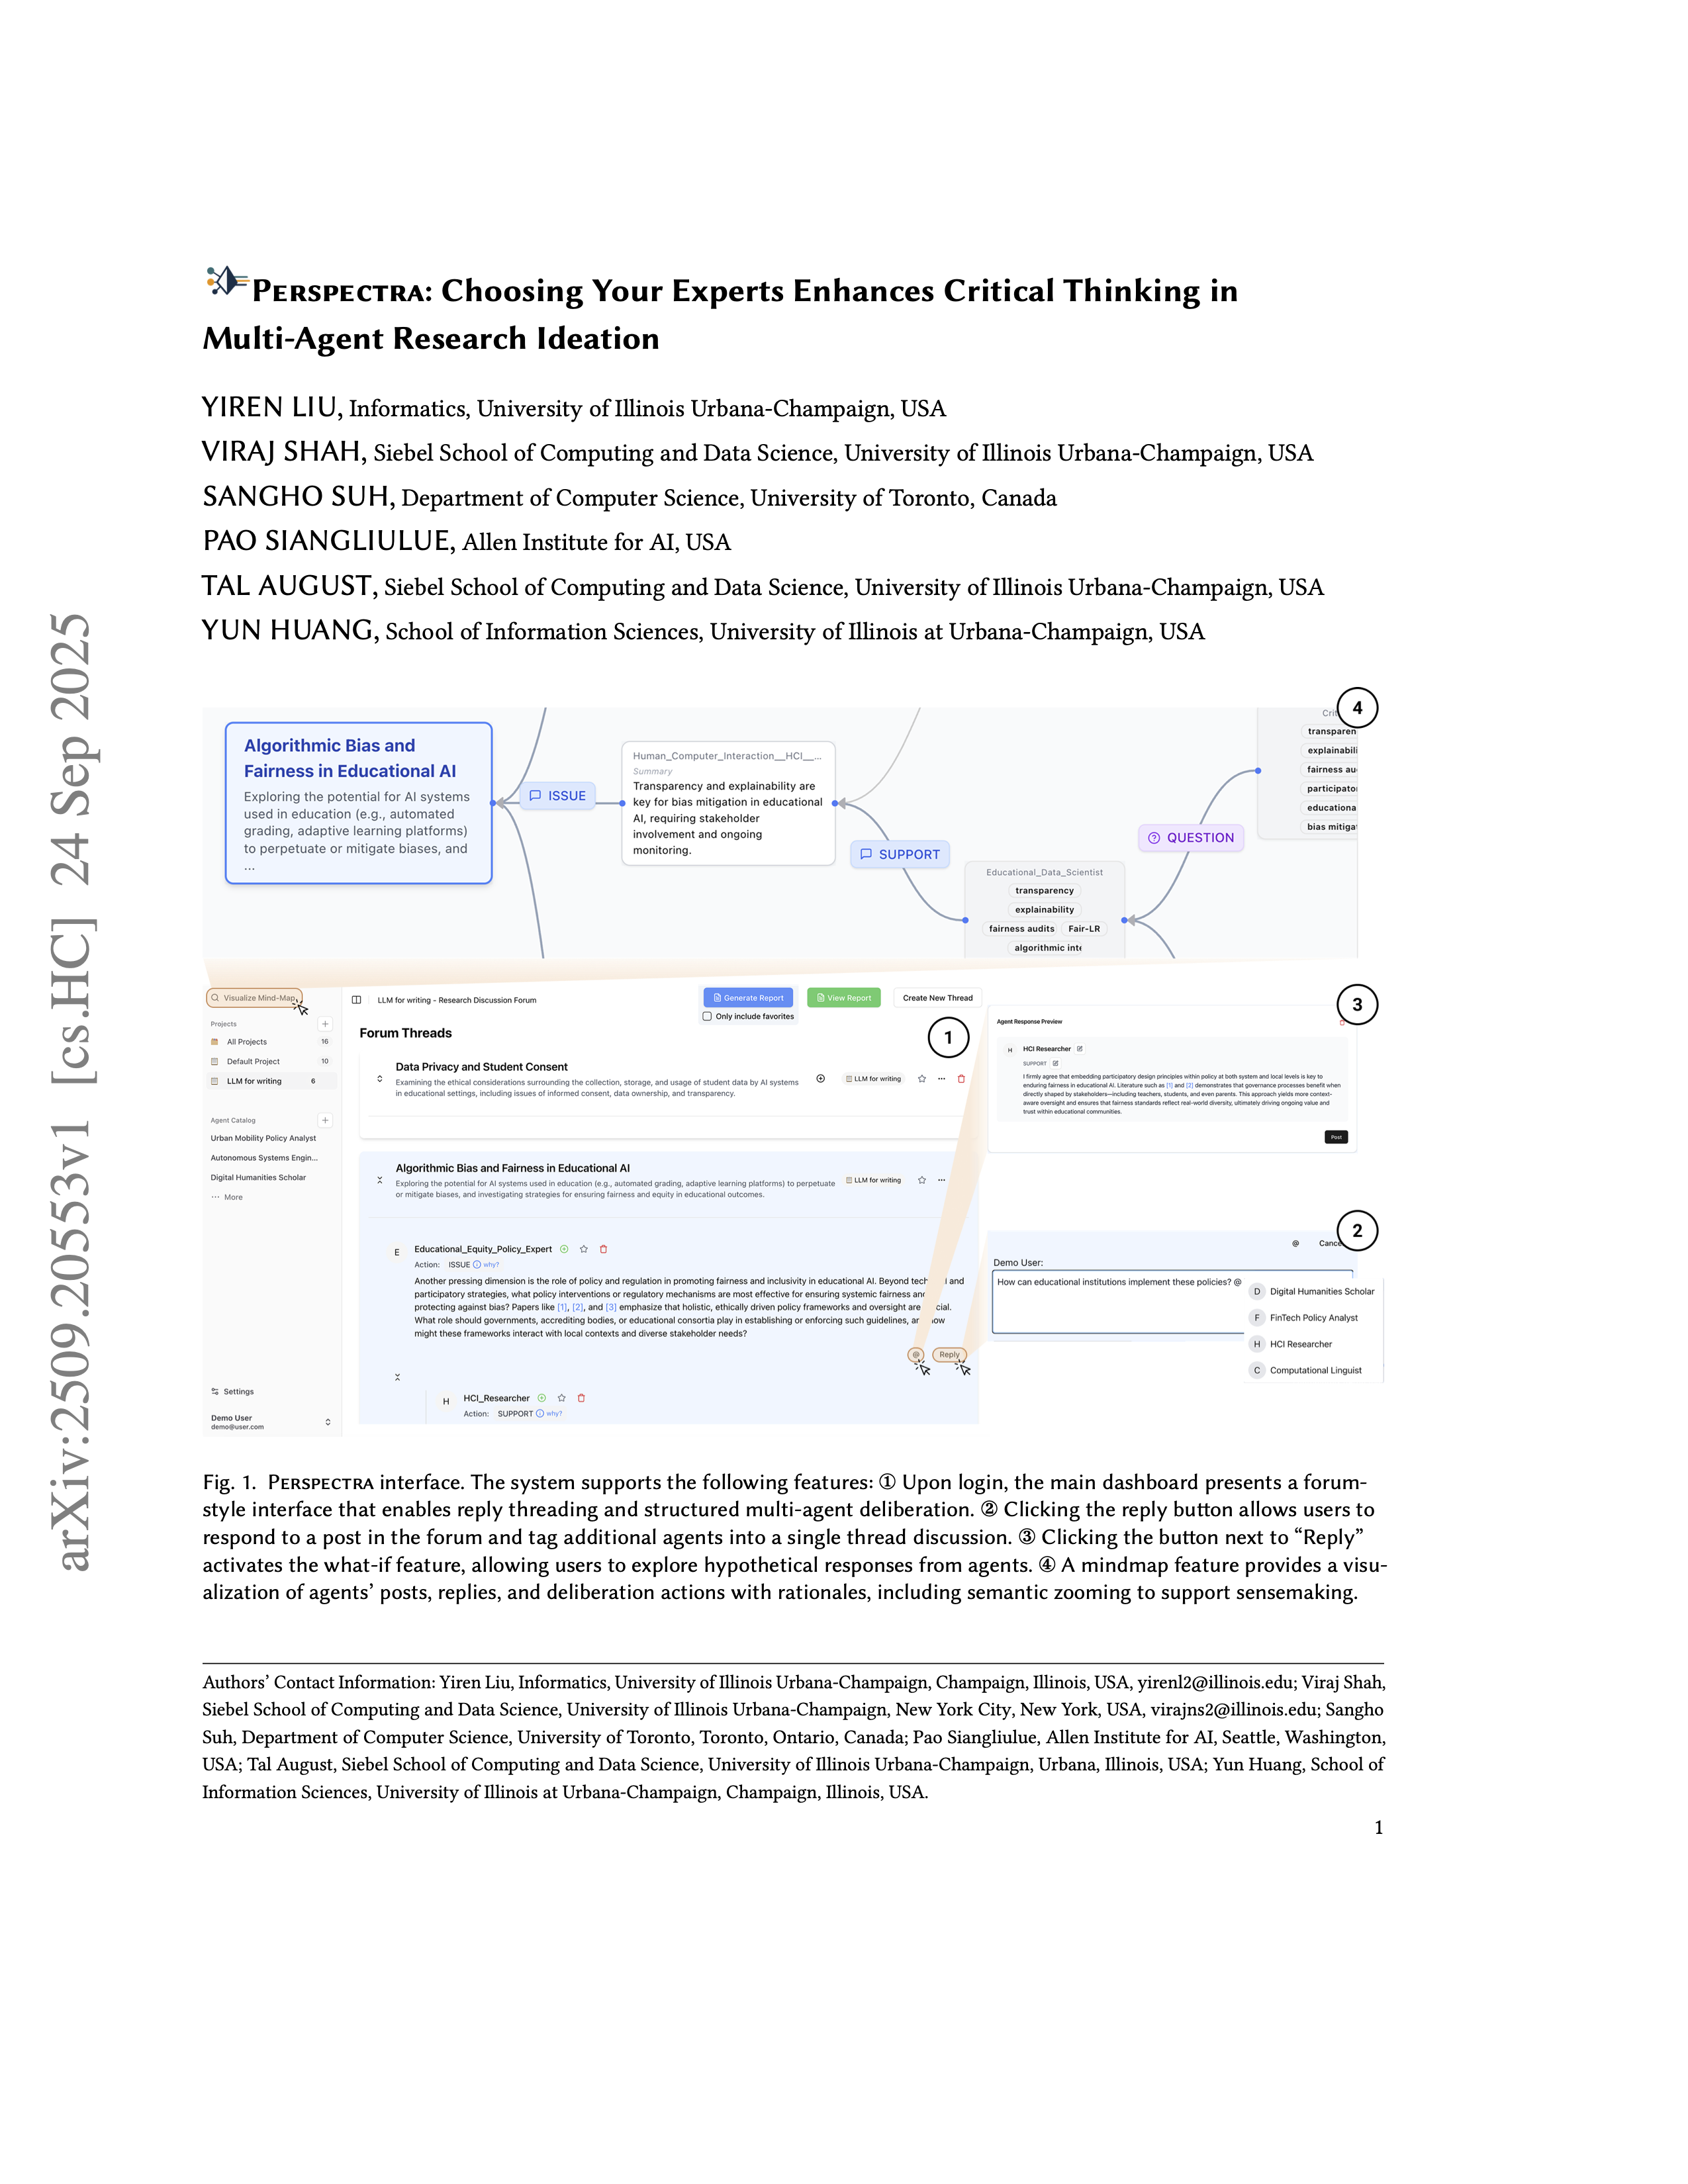 arXiv:2509.20553v1 [cs.HC] 24 Sep 2025
PERSPECTRA: Choosing Your Experts Enhances Critical Thinking in
Multi-Agent Research Ideation
YIREN LIU, Informatics, University of Illinois Urbana-Champaign, USA
VIRAJ SHAH, Siebel School of Computing and Data Science, University of Illinois Urbana-Champaign, USA
SANGHO SUH, Department of Computer Science, University of Toronto, Canada
PAO SIANGLIULUE, Allen Institute for AI, USA
TAL AUGUST, Siebel School of Computing and Data Science, University of Illinois Urbana-Champaign, USA
YUN HUANG, School of Information Sciences, University of Illinois at Urbana-Champaign, USA
4
Algorithmic Bias and
Fairness in Educational AI
Exploring the potential for AI systems
used in education (e.g., automated
grading, adaptive learning platforms)
to perpetuate or mitigate biases, and
...
ISSUE
Human_Computer_Interaction__HCI__...
Summary
Transparency and explainability are
key for bias mitigation in educational
AI, requiring stakeholder
involvement and ongoing
monitoring.
SUPPORT
Educational_Data_Scientist
transparency
explainability
fairness audits Fair-LR
algorithmic inte
QUESTION
Crit
transparen
explainabili
fairness au
participato
educationa
bias mitigat
Visualize Mind-Map
Projects
All Projects 16
Default Project 10
LLM for writing 6
Agent Catalog
Urban Mobility Policy Analyst
Autonomous Systems Engin...
Digital Humanities Scholar
... More
Settings
Demo User
demo@user.com
LLM for writing - Research Discussion Forum
Generate Report
View Report
Create New Thread
Only include favorites
Forum Threads
1
Data Privacy and Student Consent
Examining the ethical considerations surrounding the collection, storage, and usage of student data by AI systems
in educational settings, including issues of informed consent, data ownership, and transparency.
LLM for writing
Algorithmic Bias and Fairness in Educational AI
Exploring the potential for AI systems used in education (e.g., automated grading, adaptive learning platforms) to perpetuate
or mitigate biases, and investigating strategies for ensuring fairness and equity in educational outcomes.
LLM for writing
E
Educational_Equity_Policy_Expert
Action: ISSUE why?
Another pressing dimension is the role of policy and regulation in promoting fairness and inclusivity in educational AI. Beyond tech l and
participatory strategies, what policy interventions or regulatory mechanisms are most effective for ensuring systemic fairness and
protecting against bias? Papers like [1], [2], and [3] emphasize that holistic, ethically driven policy frameworks and oversight are cial.
What role should governments, accrediting bodies, or educational consortia play in establishing or enforcing such guidelines, an ow
might these frameworks interact with local contexts and diverse stakeholder needs?
@ Reply
H
HCI_Researcher
Action: SUPPORT why?
3
Agent Response Preview
H HCI Researcher
SUPPORT
I firmly agree that embedding participatory design principles within policy at both system and local levels is key to
enduring fairness in educational AI. Literature such as [1] and [2] demonstrates that governance processes benefit when
directly shaped by stakeholders—including teachers, students, and even parents. This approach yields more context-
aware oversight and ensures that fairness standards reflect real-world diversity, ultimately driving ongoing value and
trust within educational communities.
Post
2
@ Cance
Demo User:
How can educational institutions implement these policies? @
D Digital Humanities Scholar
F FinTech Policy Analyst
H HCI Researcher
C Computational Linguist
Fig. 1. PERSPECTRA interface. The system supports the following features: ① Upon login, the main dashboard presents a forum-
style interface that enables reply threading and structured multi-agent deliberation. ② Clicking the reply button allows users to
respond to a post in the forum and tag additional agents into a single thread discussion. ③ Clicking the button next to “Reply”
activates the what-if feature, allowing users to explore hypothetical responses from agents. ④ A mindmap feature provides a visu-
alization of agents’ posts, replies, and deliberation actions with rationales, including semantic zooming to support sensemaking.
Authors’ Contact Information: Yiren Liu, Informatics, University of Illinois Urbana-Champaign, Champaign, Illinois, USA, yirenl2@illinois.edu; Viraj Shah,
Siebel School of Computing and Data Science, University of Illinois Urbana-Champaign, New York City, New York, USA, virajns2@illinois.edu; Sangho
Suh, Department of Computer Science, University of Toronto, Toronto, Ontario, Canada; Pao Siangliulue, Allen Institute for AI, Seattle, Washington,
USA; Tal August, Siebel School of Computing and Data Science, University of Illinois Urbana-Champaign, Urbana, Illinois, USA; Yun Huang, School of
Information Sciences, University of Illinois at Urbana-Champaign, Champaign, Illinois, USA.
1